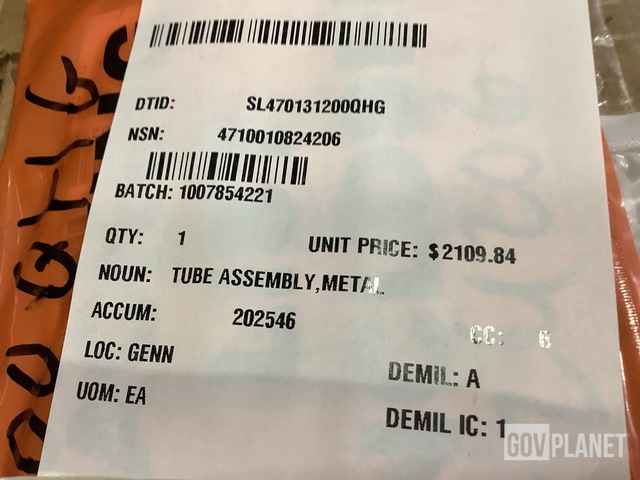 DTID: SL470131200QHG
NSN: 4710010824206
BATCH: 1007854221
QTY: 1 UNIT PRICE: $2109.84
NOUN: TUBE ASSEMBLY,METAL
ACCUM: 202546
CC: 6
LOC: GENN
DEMIL: A
UOM: EA
DEMIL IC: 1
GOVPLANET